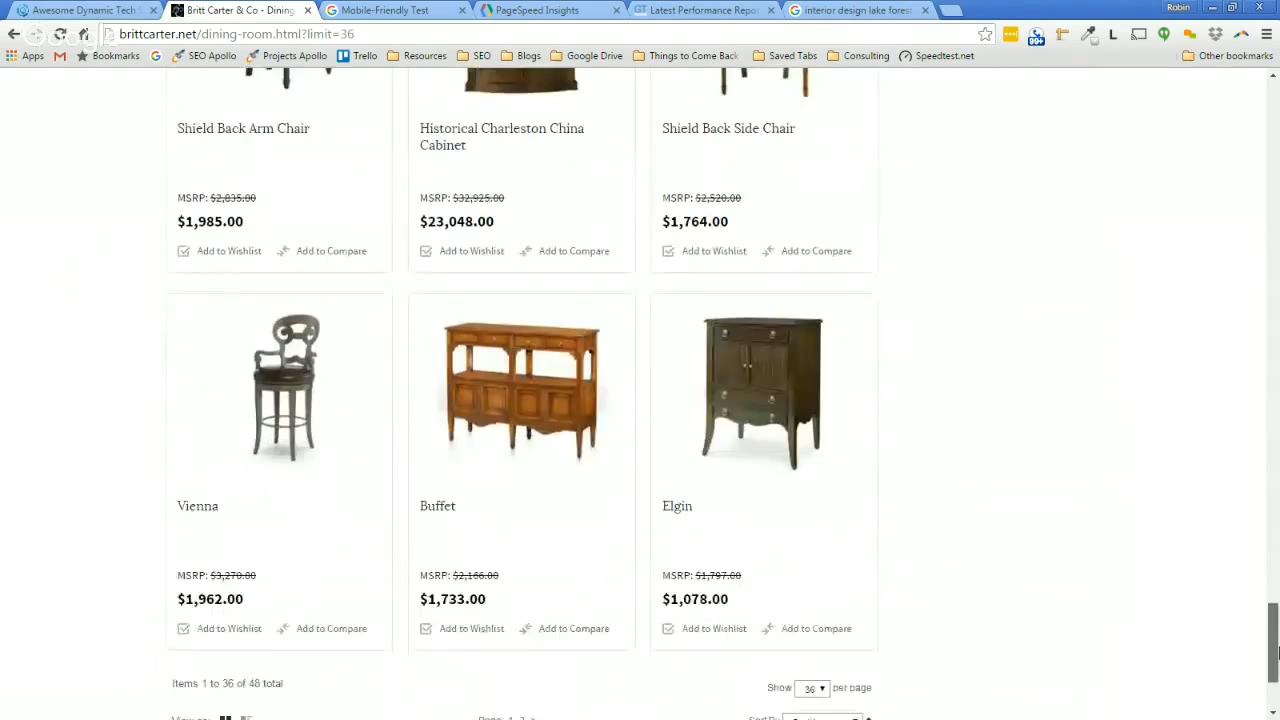 Awesome Dynamic Tech S
Britt Carter & Co - Dining
Mobile-Friendly Test
PageSpeed Insights
Latest Performance Repor
interior design lake forest
Robin
Google
brittcarter.net/dining-room.html?limit=36
99+
L
Apps
Bookmarks
SEO Apollo
Projects Apollo
Trello
Resources
SEO
Blogs
Google Drive
Things to Come Back
Saved Tabs
Consulting
Speedtest.net
Other bookmarks
Shield Back Arm Chair
Historical Charleston China
Cabinet
Shield Back Side Chair
MSRP: $2,835.00
MSRP: $32,925.00
MSRP: $2,520.00
$1,985.00
$23,048.00
$1,764.00
Add to Wishlist
Add to Compare
Add to Wishlist
Add to Compare
Add to Wishlist
Add to Compare
Vienna
Buffet
Elgin
MSRP: $3,270.00
MSRP: $2,166.00
MSRP: $1,797.00
$1,962.00
$1,733.00
$1,078.00
Add to Wishlist
Add to Compare
Add to Wishlist
Add to Compare
Add to Wishlist
Add to Compare
Items 1 to 36 of 48 total
Show 36 per page